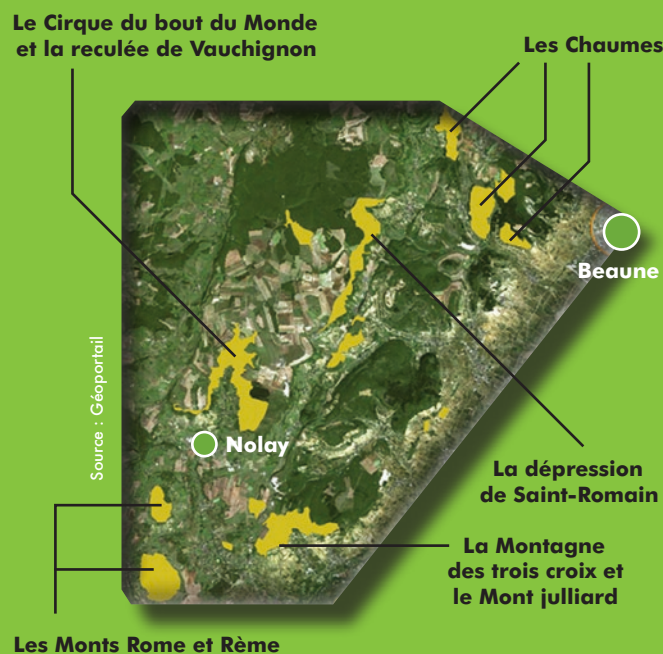 Le Cirque du bout du Monde
et la reculée de Vauchignon
Les Chaumes
Beaune
Source : Géoportail
Nolay
La dépression
de Saint-Romain
La Montagne
des trois croix et
le Mont julliard
Les Monts Rome et Rème